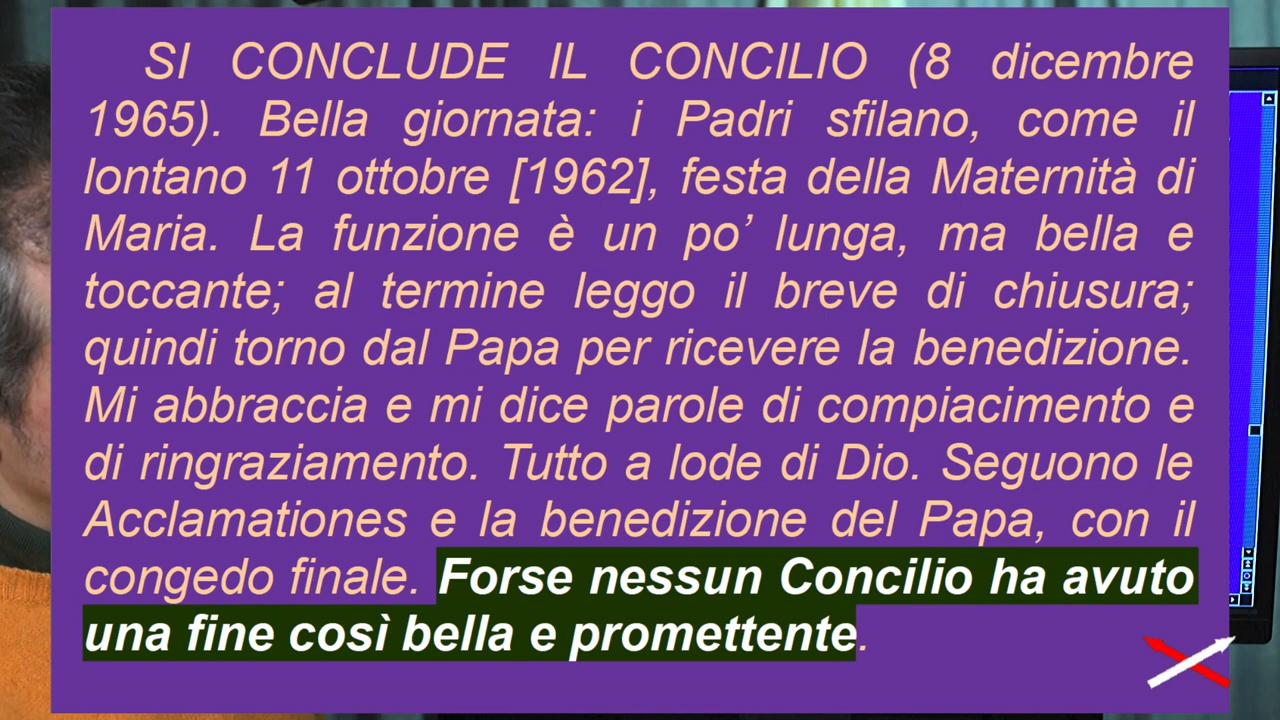 SI CONCLUDE IL CONCILIO (8 dicembre
1965). Bella giornata: i Padri sfilano, come il
lontano 11 ottobre [1962], festa della Maternità di
Maria. La funzione è un po’ lunga, ma bella e
toccante; al termine leggo il breve di chiusura;
quindi torno dal Papa per ricevere la benedizione.
Mi abbraccia e mi dice parole di compiacimento e
di ringraziamento. Tutto a lode di Dio. Seguono le
Acclamationes e la benedizione del Papa, con il
congedo finale. Forse nessun Concilio ha avuto
una fine così bella e promettente.